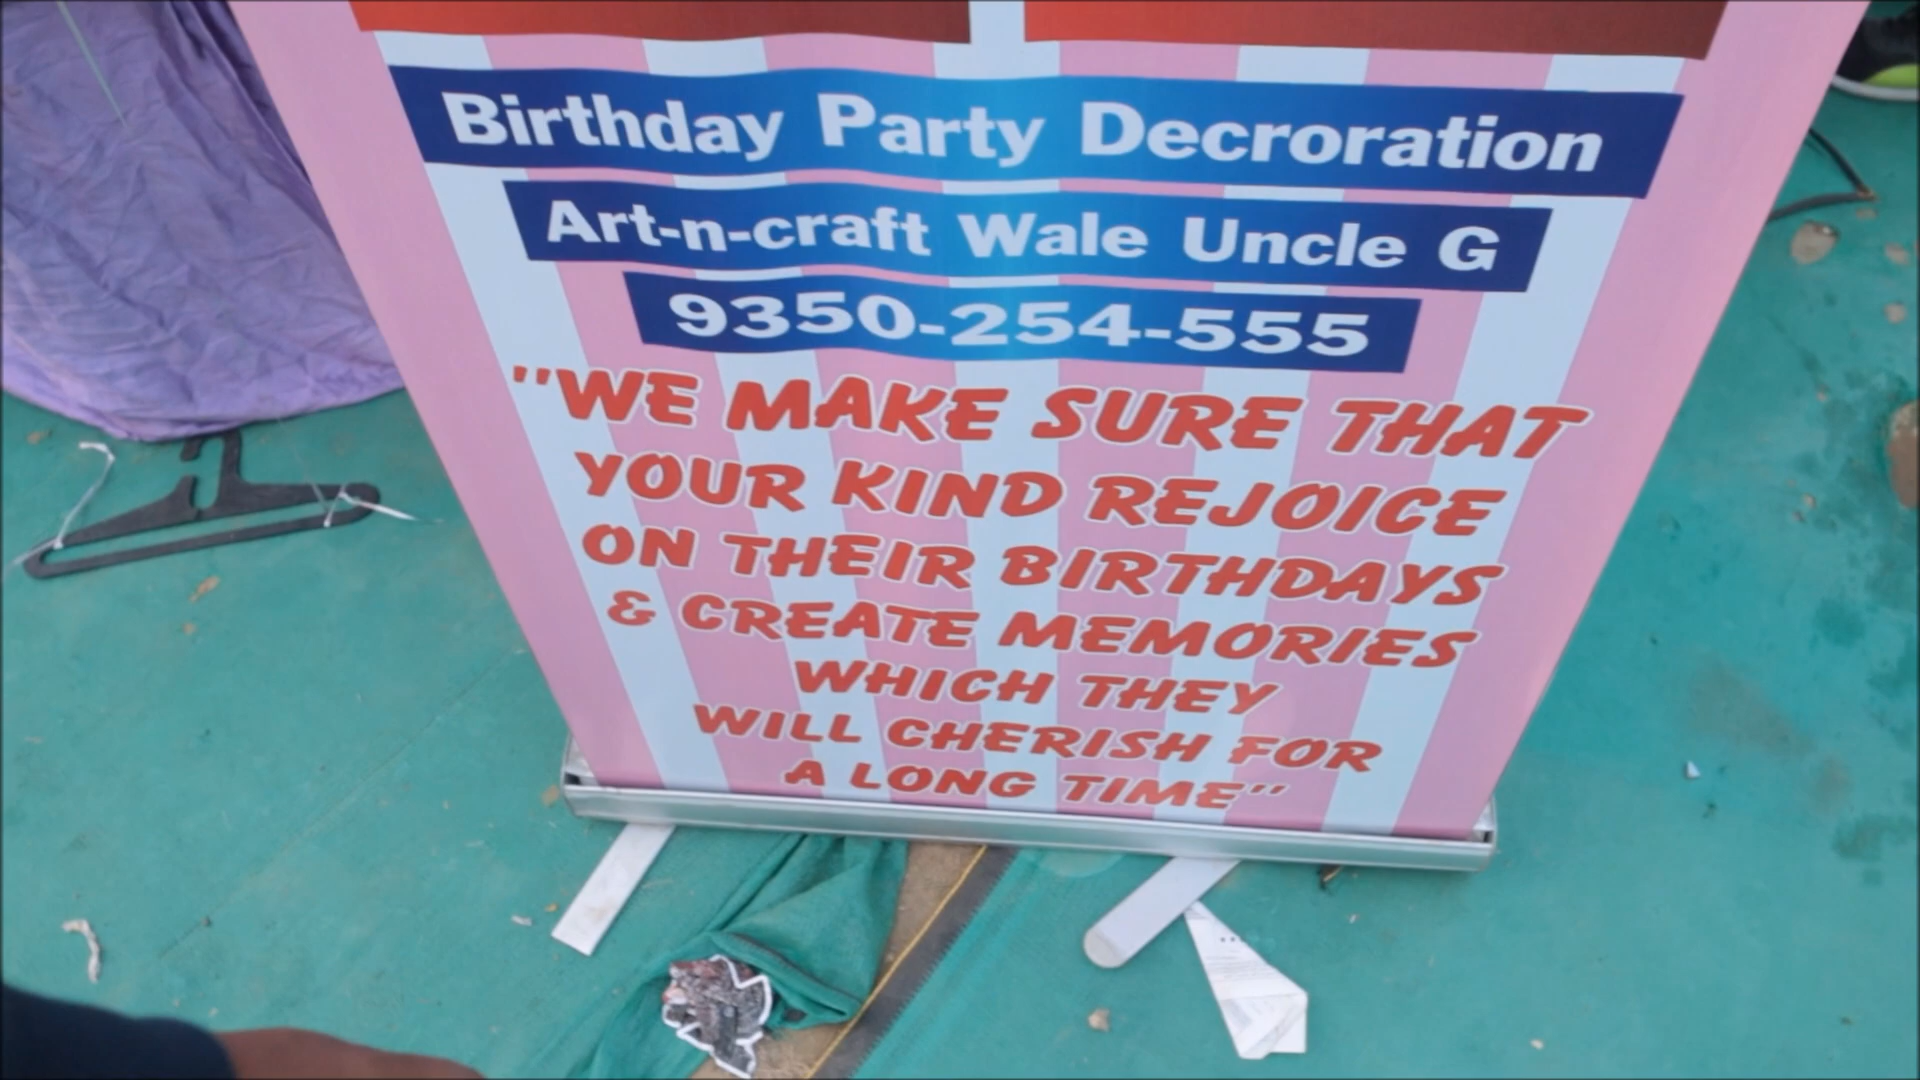 Birthday Party Decroration
Art-n-craft Wale Uncle G
9350-254-555
"WE MAKE SURE THAT
YOUR KIND REJOICE
ON THEIR BIRTHDAYS
& CREATE MEMORIES
WHICH THEY
WILL CHERISH FOR
A LONG TIME"